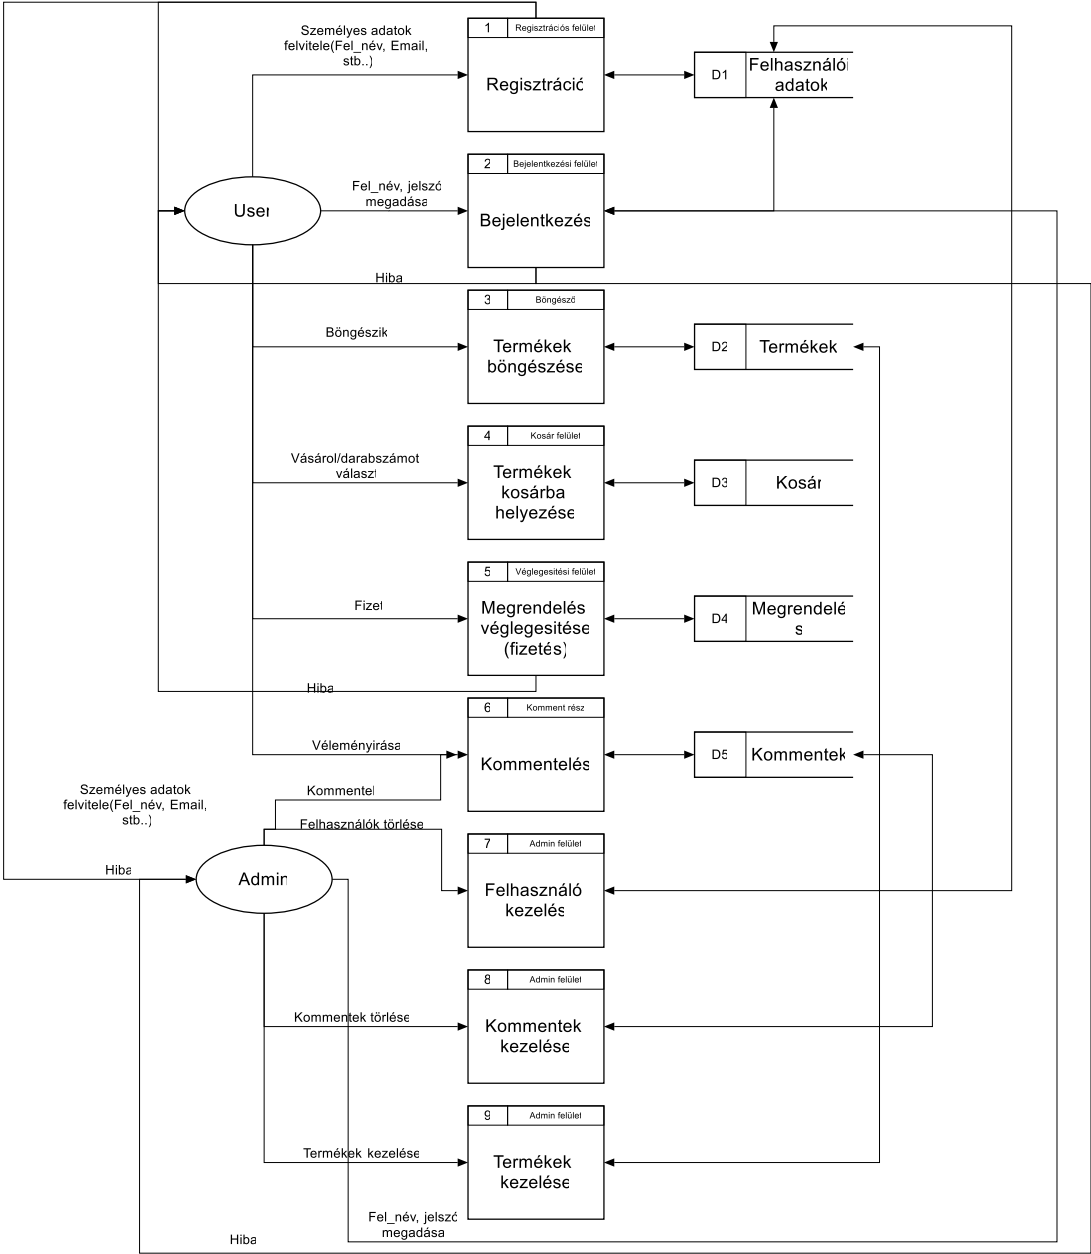 Személyes adatok
felvitele(Fel_név, Email,
stb..)
1 Regisztrációs felület
Regisztráció
D1 Felhasználói
adatok
2 Bejelentkezési felület
Bejelentkezés
Fel_név, jelszó
megadása
User
Hiba
3 Böngésző
Termékek
böngészése
Böngészik
D2 Termékek
4 Kosár felület
Termékek
kosárba
helyezése
Vásárol/darabszámot
választ
D3 Kosár
5 Véglegesitési felület
Megrendelés
véglegesitése
(fizetés)
Fizet
D4 Megrendelé
s
Hiba
6 Komment rész
Kommentelés
Véleményirása
D5 Kommentek
Kommentel
Személyes adatok
felvitele(Fel_név, Email,
stb..)
Felhasználók törlése
7 Admin felület
Felhasználó
kezelés
Hiba
Admin
8 Admin felület
Kommentek
kezelése
Kommentek törlése
9 Admin felület
Termékek
kezelése
Termékek kezelése
Fel_név, jelszó
megadása
Hiba